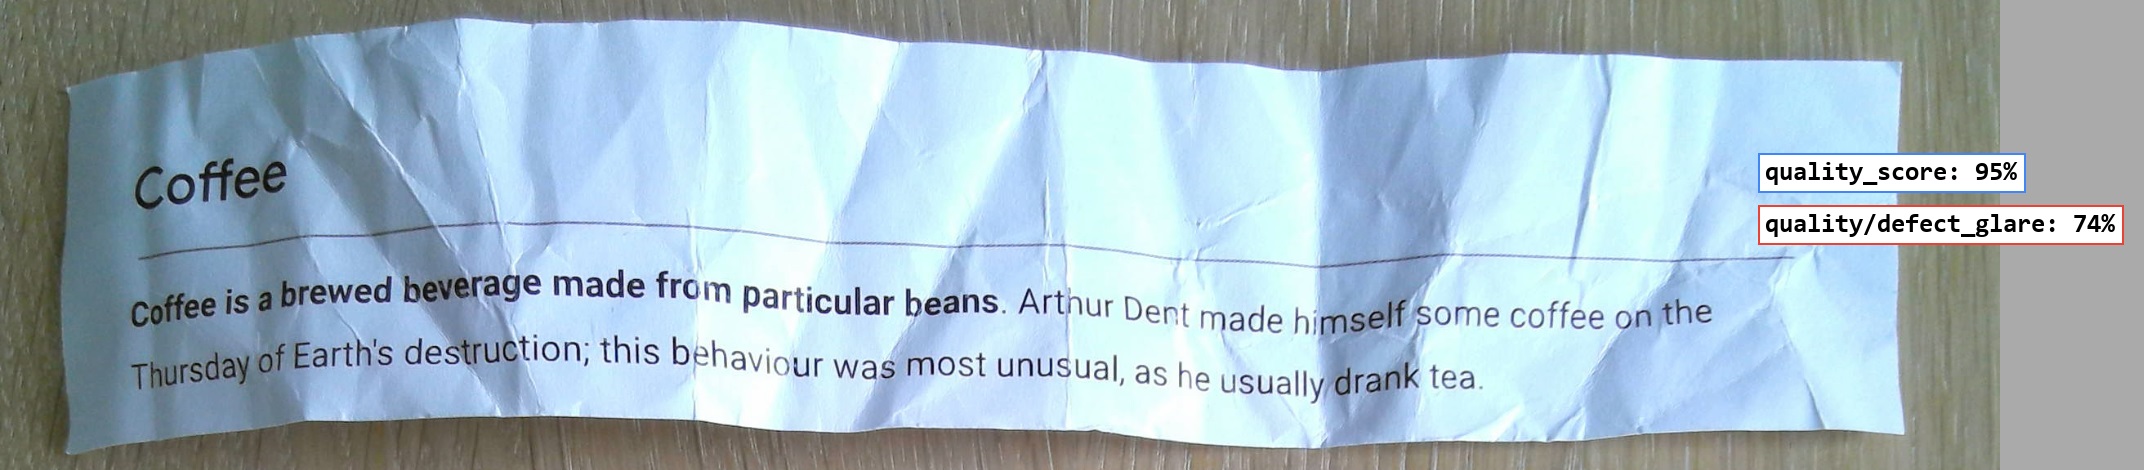 Coffee
Coffee is a brewed beverage made from particular beans. Arthur Dent made himself some coffee on the
Thursday of Earth's destruction; this behaviour was most unusual, as he usually drank tea.
quality_score: 95%
quality/defect_glare: 74%